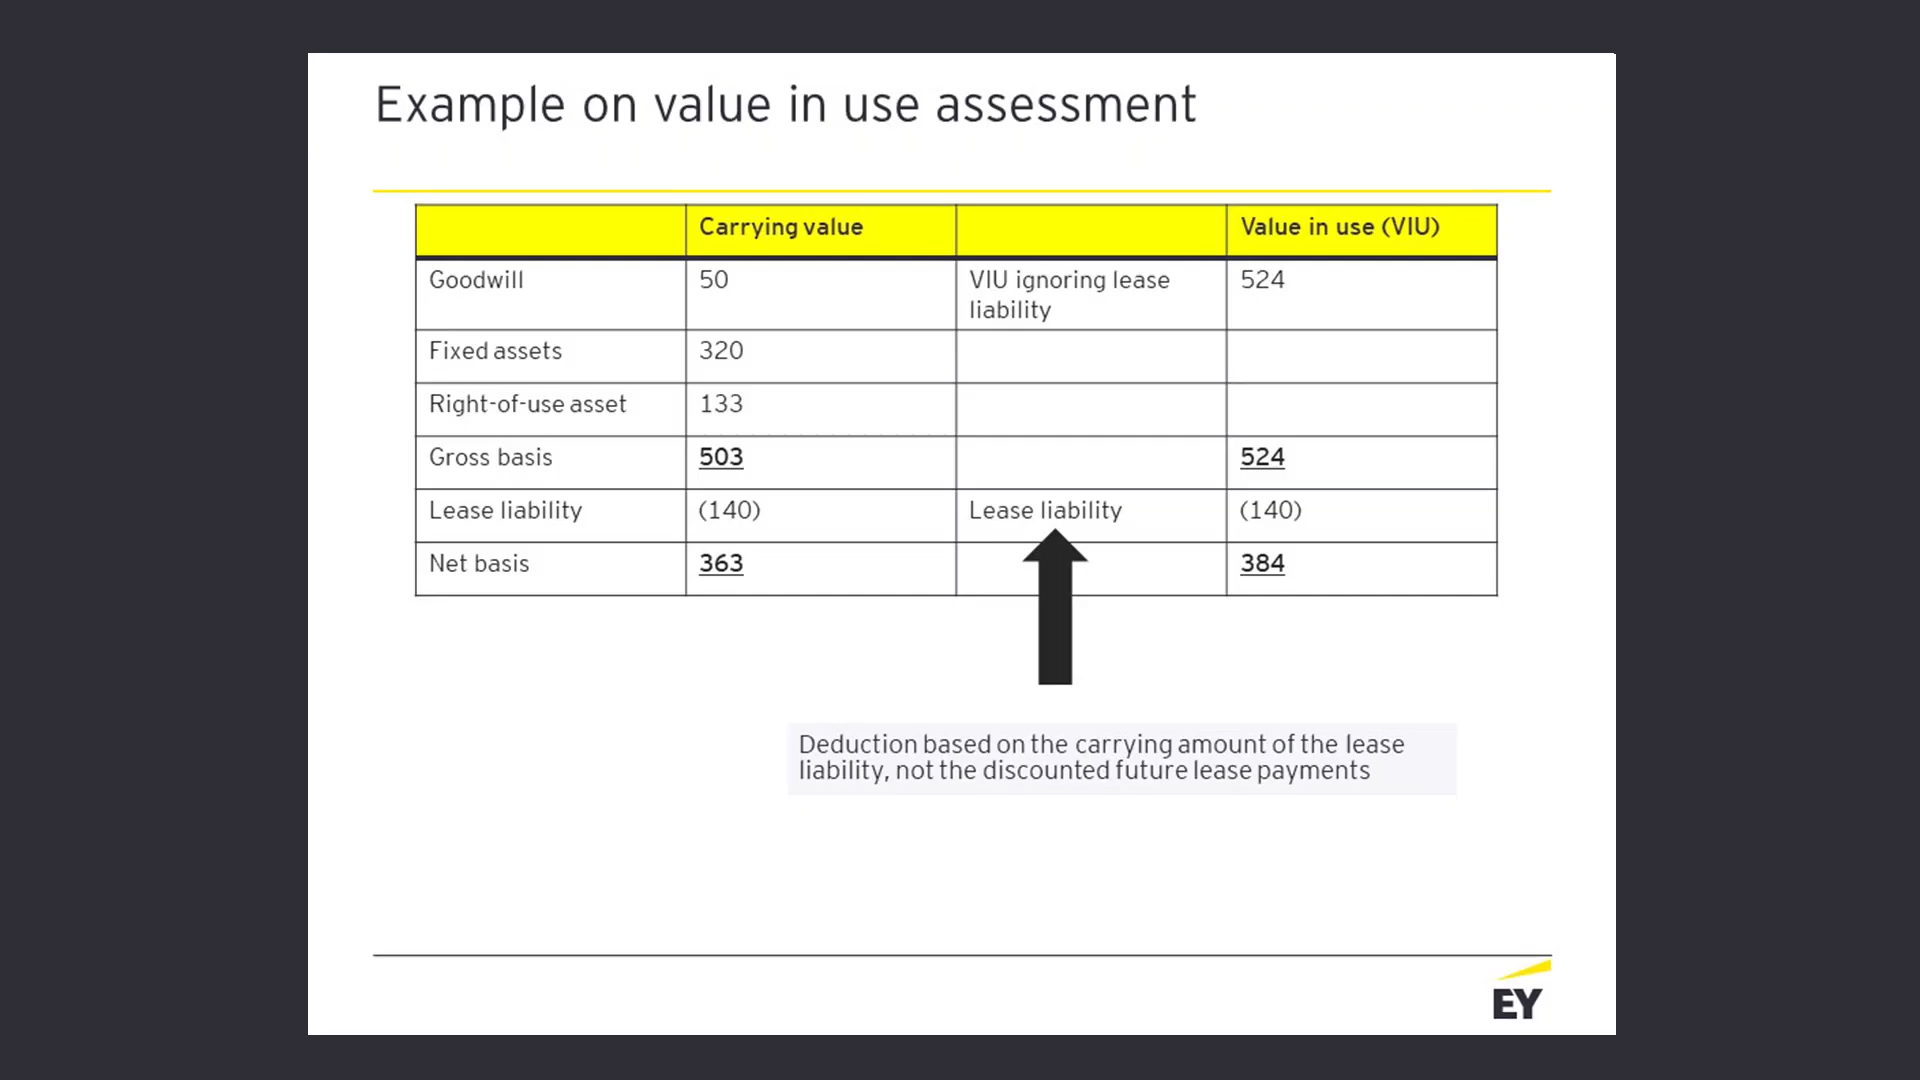 Example on value in use assessment
Carrying value
Value in use (VIU)
Goodwill
50
VIU ignoring lease
liability
524
Fixed assets
320
Right-of-use asset
133
Gross basis
503
524
Lease liability
(140)
Lease liability
(140)
Net basis
363
384
Deduction based on the carrying amount of the lease
liability, not the discounted future lease payments
EY